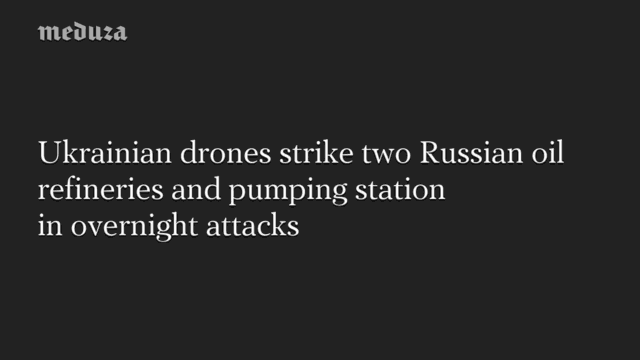 meduza
Ukrainian drones strike two Russian oil
refineries and pumping station
in overnight attacks